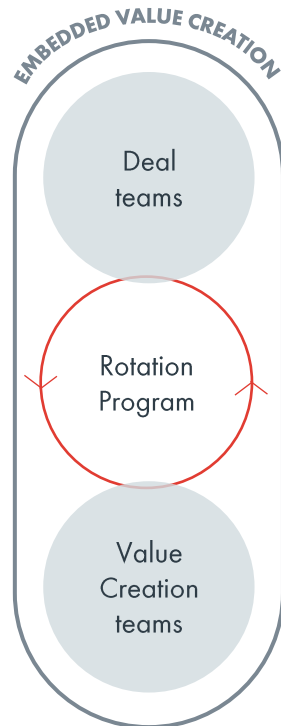 EMBEDDED VALUE CREATION
Deal
teams
Rotation
Program
Value
Creation
teams